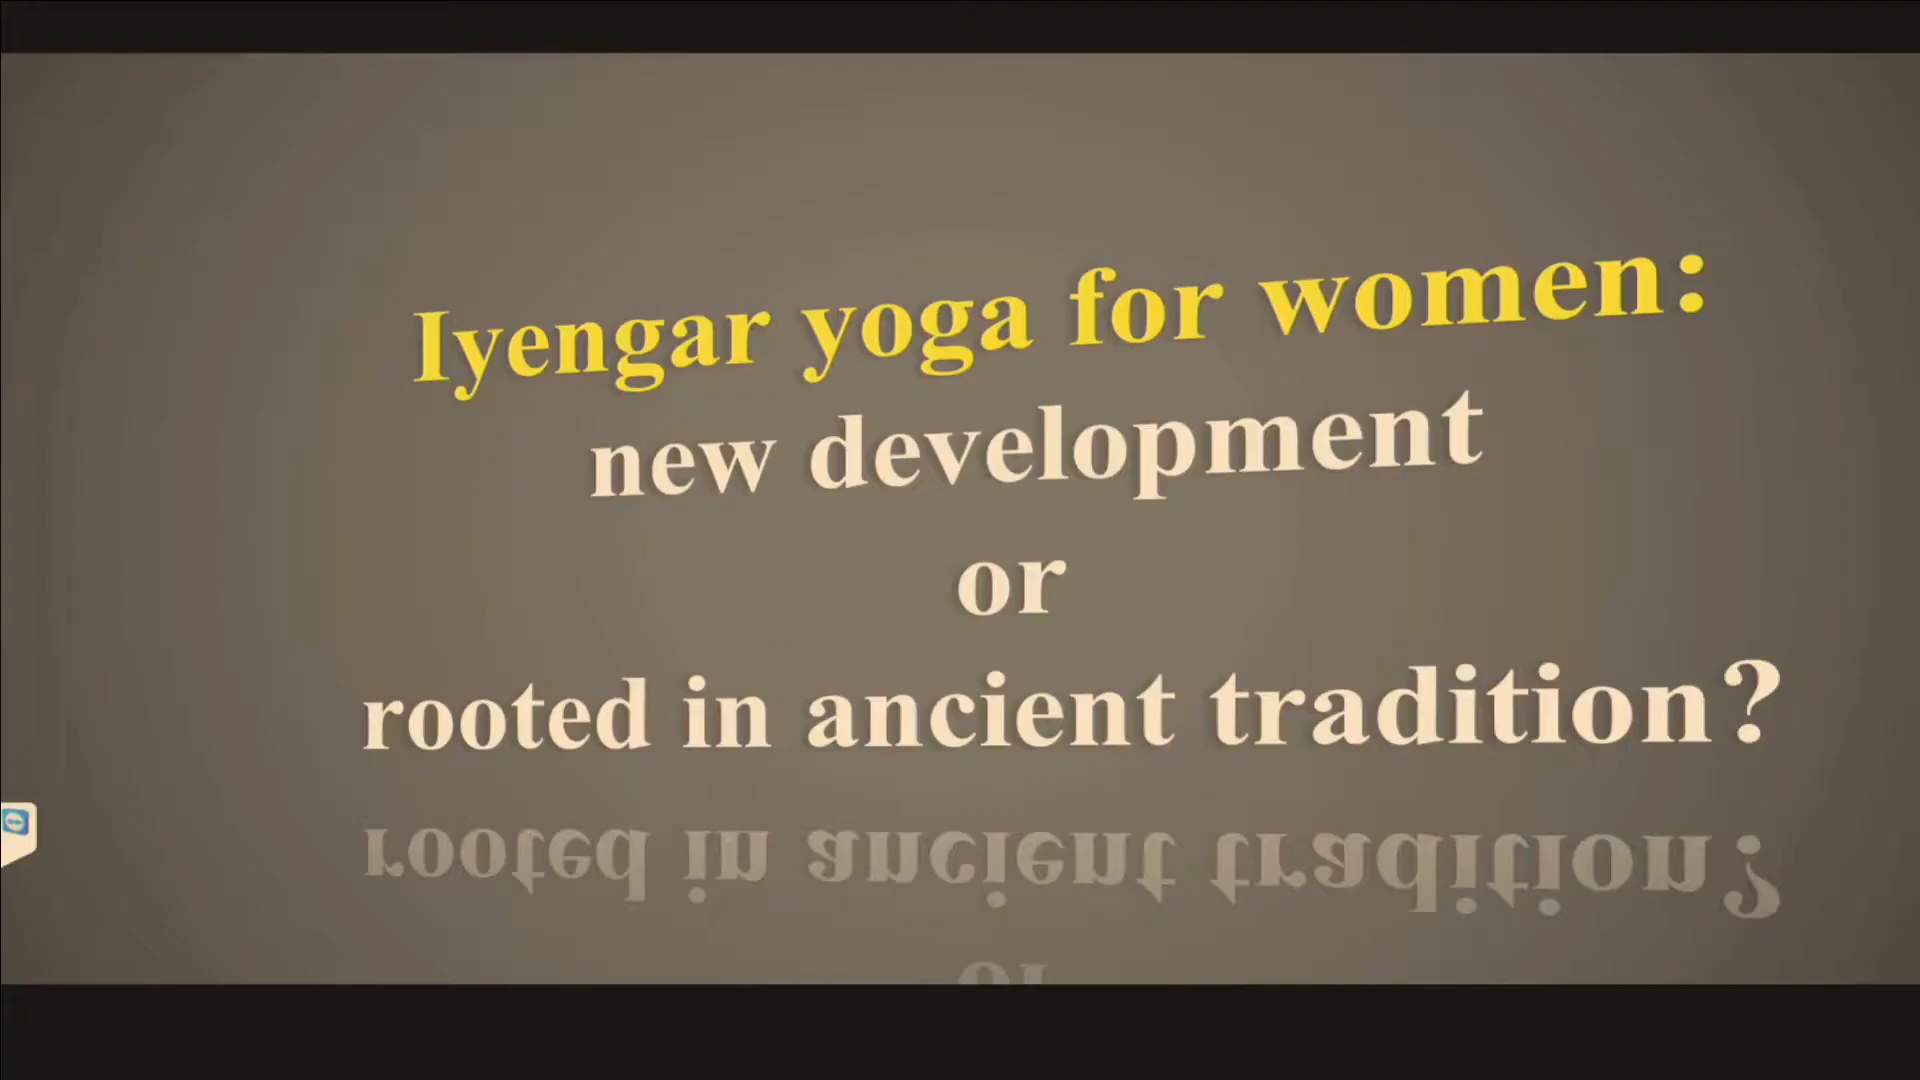 Iyengar yoga for women:
new development
or
rooted in ancient tradition?